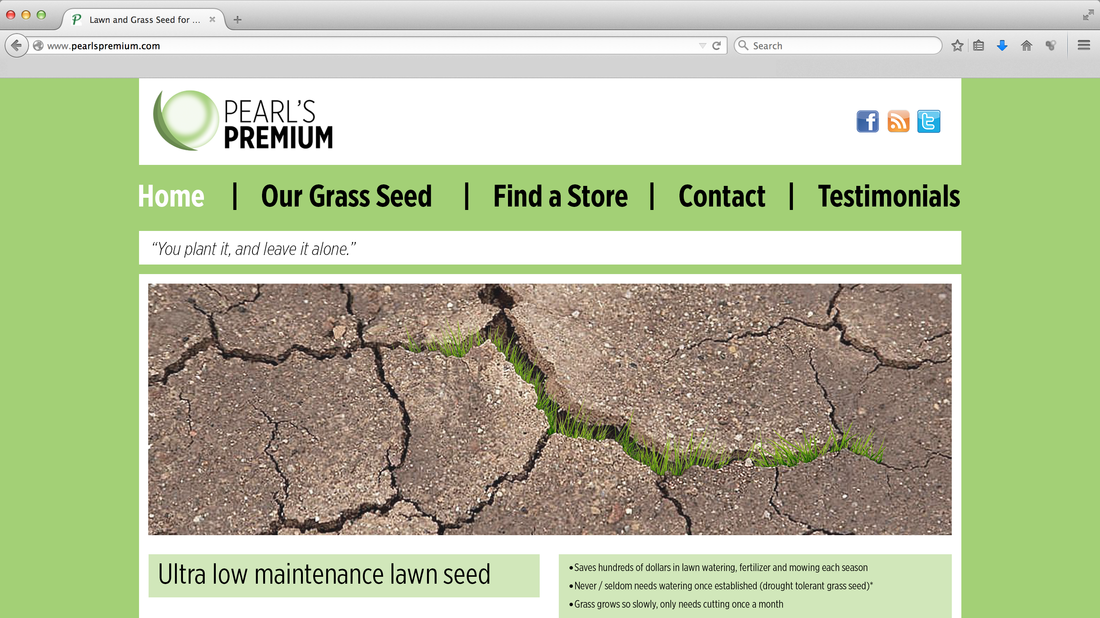 Lawn and Grass Seed for ...
www.pearlspremium.com
Search
PEARL'S
PREMIUM
Home | Our Grass Seed | Find a Store | Contact | Testimonials
“You plant it, and leave it alone.”
Ultra low maintenance lawn seed
•Saves hundreds of dollars in lawn watering, fertilizer and mowing each season
•Never / seldom needs watering once established (drought tolerant grass seed)*
•Grass grows so slowly, only needs cutting once a month